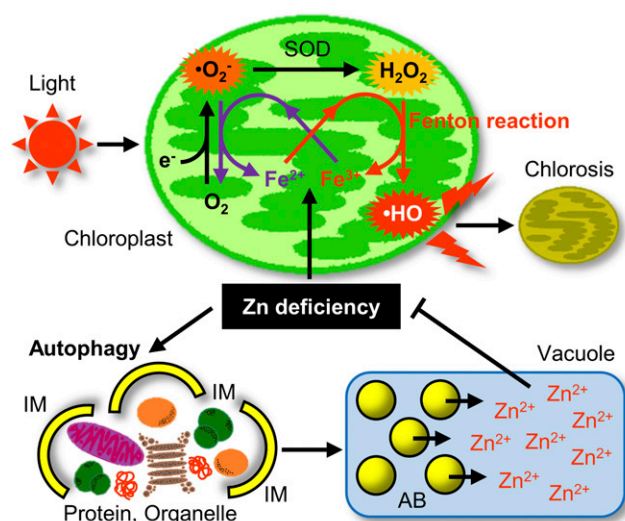 SOD
Light
•O₂⁻
H₂O₂
Fenton reaction
e⁻
Fe²⁺
Fe³⁺
O₂
•HO
Chlorosis
Chloroplast
Zn deficiency
Autophagy
Vacuole
IM
IM
IM
Zn²⁺
Zn²⁺
Zn²⁺
Zn²⁺
Zn²⁺
Zn²⁺
Zn²⁺
Zn²⁺
AB
Protein, Organelle